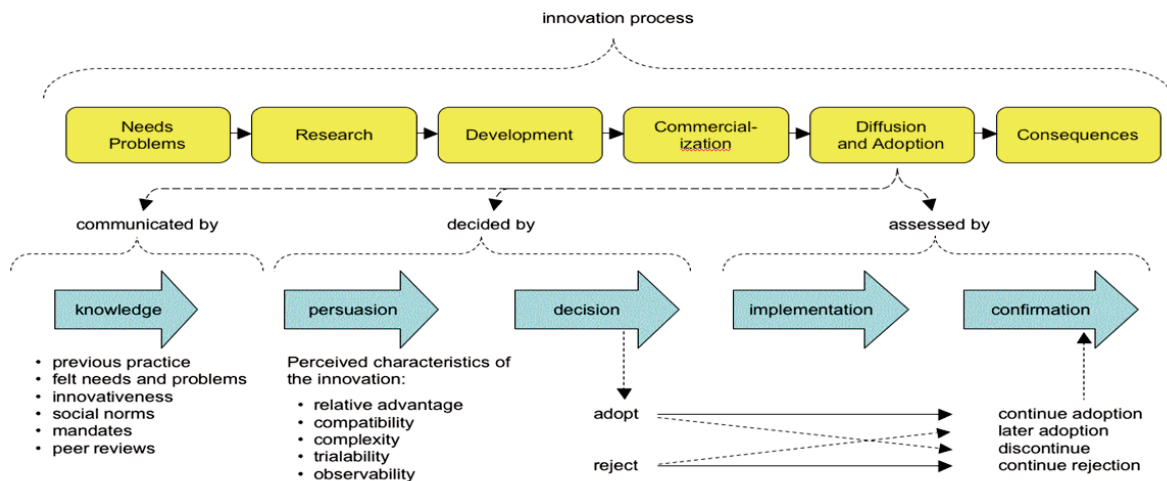 innovation process
Needs
Problems
Research
Development
Commercial-
ization
Diffusion
and Adoption
Consequences
communicated by
decided by
assessed by
knowledge
persuasion
decision
implementation
confirmation
• previous practice
• felt needs and problems
• innovativeness
• social norms
• mandates
• peer reviews
Perceived characteristics of
the innovation:
• relative advantage
• compatibility
• complexity
• trialability
• observability
adopt
reject
continue adoption
later adoption
discontinue
continue rejection